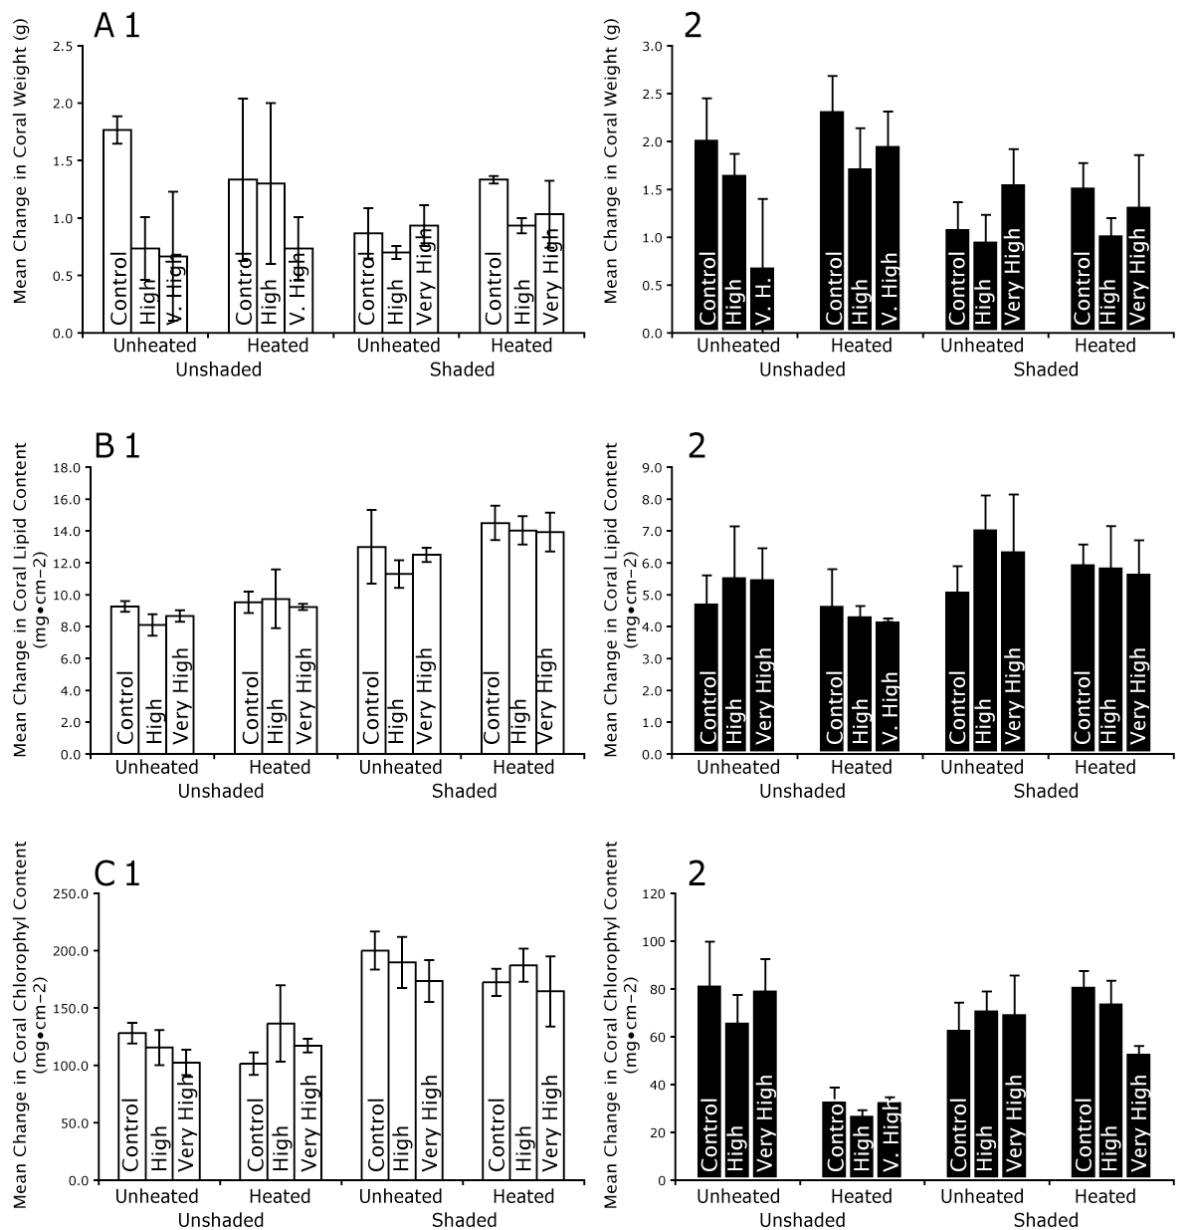 A 1
Mean Change in Coral Weight (g)
2.5
2.0
1.5
1.0
0.5
0.0
Control
High
V. High
Control
High
V. High
Control
High
Very High
Control
High
Very High
Unheated
Heated
Unheated
Heated
Unshaded
Shaded
2
Mean Change in Coral Weight (g)
3.0
2.5
2.0
1.5
1.0
0.5
0.0
Control
High
V. H.
Control
High
V. High
Control
High
Very High
Control
High
Very High
Unheated
Heated
Unheated
Heated
Unshaded
Shaded
B 1
Mean Change in Coral Lipid Content
(mg•cm−2)
18.0
16.0
14.0
12.0
10.0
8.0
6.0
4.0
2.0
0.0
Control
High
Very High
Control
High
Very High
Control
High
Very High
Control
High
Very High
Unheated
Heated
Unheated
Heated
Unshaded
Shaded
2
Mean Change in Coral Lipid Content
(mg•cm−2)
9.0
8.0
7.0
6.0
5.0
4.0
3.0
2.0
1.0
0.0
Control
High
Very High
Control
High
V. High
Control
High
Very High
Control
High
Very High
Unheated
Heated
Unheated
Heated
Unshaded
Shaded
C 1
Mean Change in Coral Chlorophyl Content
(mg•cm−2)
250.0
200.0
150.0
100.0
50.0
0.0
Control
High
Very High
Control
High
Very High
Control
High
Very High
Control
High
Very High
Unheated
Heated
Unheated
Heated
Unshaded
Shaded
2
Mean Change in Coral Chlorophyl Content
(mg•cm−2)
120
100
80
60
40
20
0
Control
High
Very High
Control
High
V. High
Control
High
Very High
Control
High
Very High
Unheated
Heated
Unheated
Heated
Unshaded
Shaded